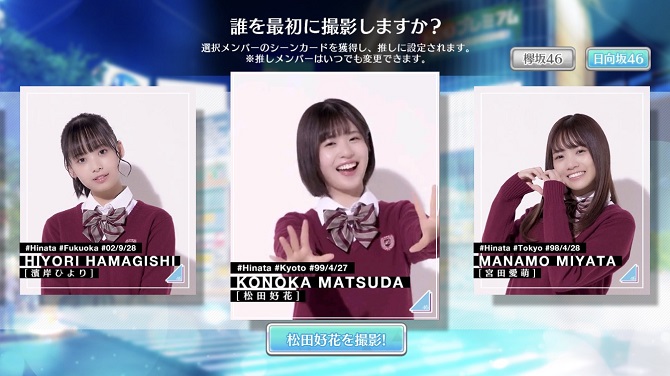 誰を最初に撮影しますか?
選択メンバーのシーンカードを獲得し、推しに設定されます。
※推しメンバーはいつでも変更できます。
欅坂46
日向坂46
#Hinata #Fukuoka #02/9/28
HIYORI HAMAGISHI
[濱岸ひより]
#Hinata #Kyoto #99/4/27
KONOKA MATSUDA
[松田好花]
#Hinata #Tokyo #98/4/28
MANAMO MIYATA
[宮田愛萌]
松田好花を撮影!